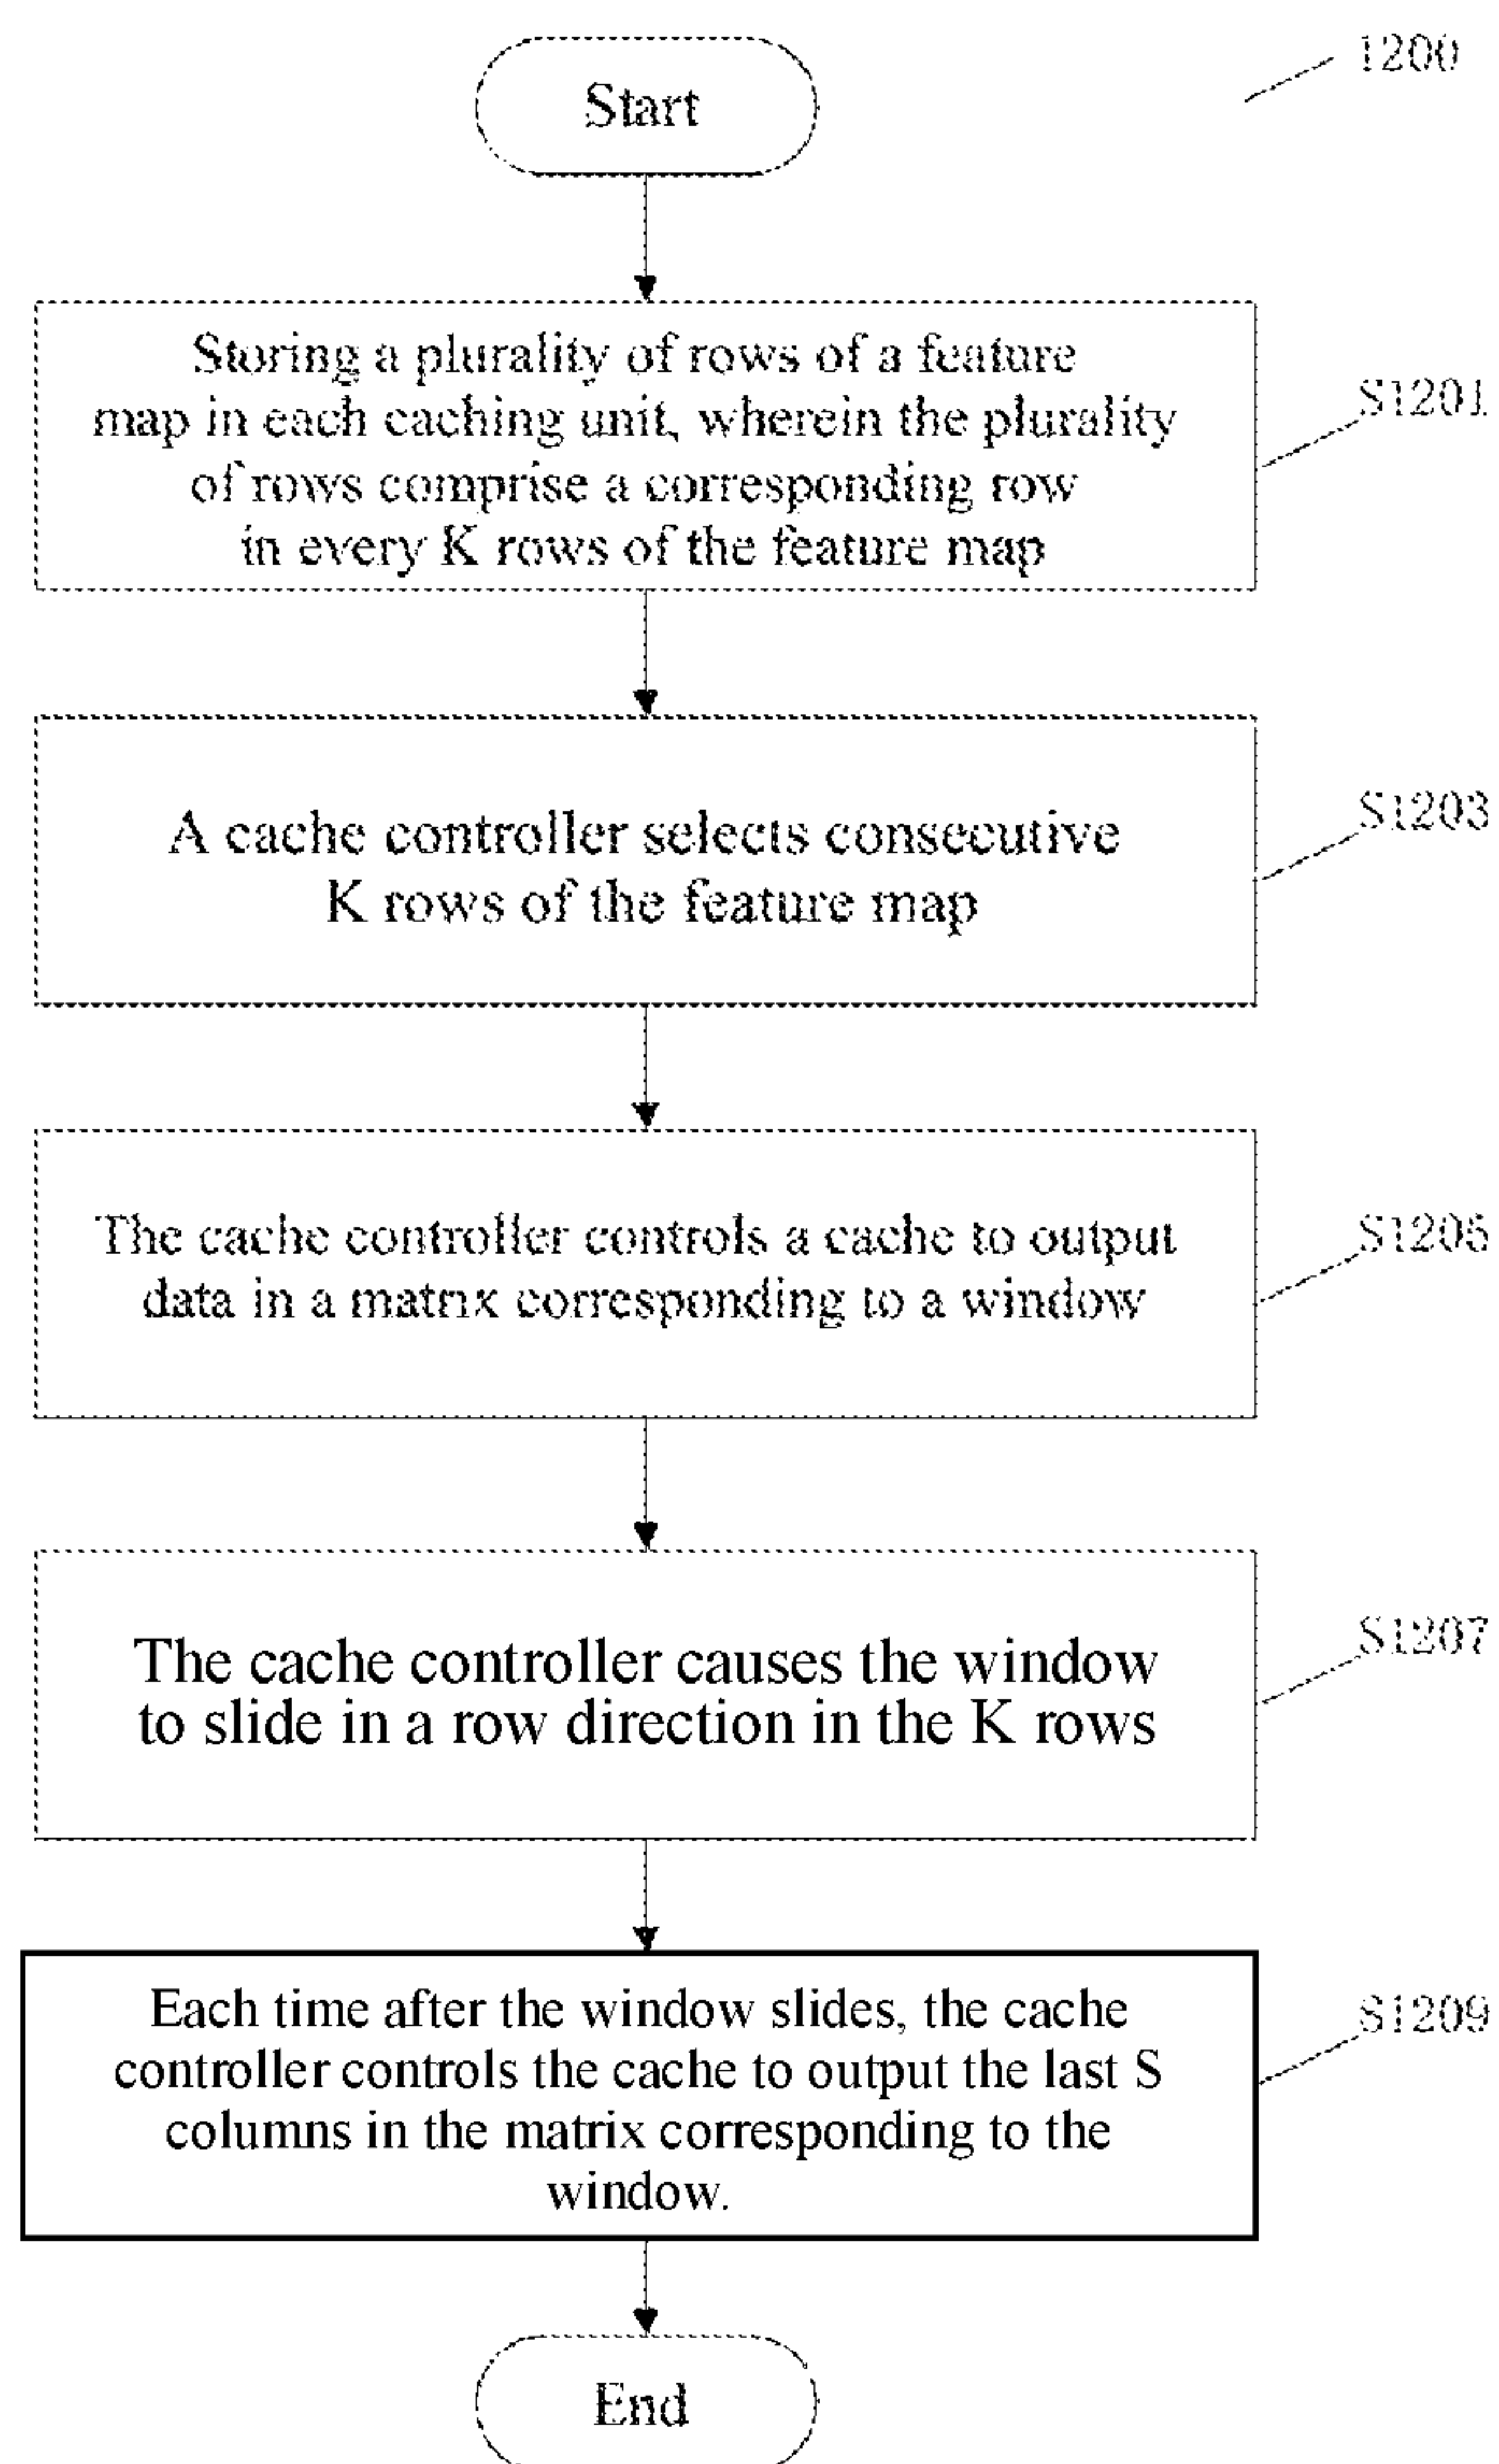 1200
Start
Storing a plurality of rows of a feature
map in each caching unit, wherein the plurality
of rows comprise a corresponding row
in every K rows of the feature map
S1201
A cache controller selects consecutive
K rows of the feature map
S1203
The cache controller controls a cache to output
data in a matrix corresponding to a window
S1205
The cache controller causes the window
to slide in a row direction in the K rows
S1207
Each time after the window slides, the cache
controller controls the cache to output the last S
columns in the matrix corresponding to the
window.
S1209
End